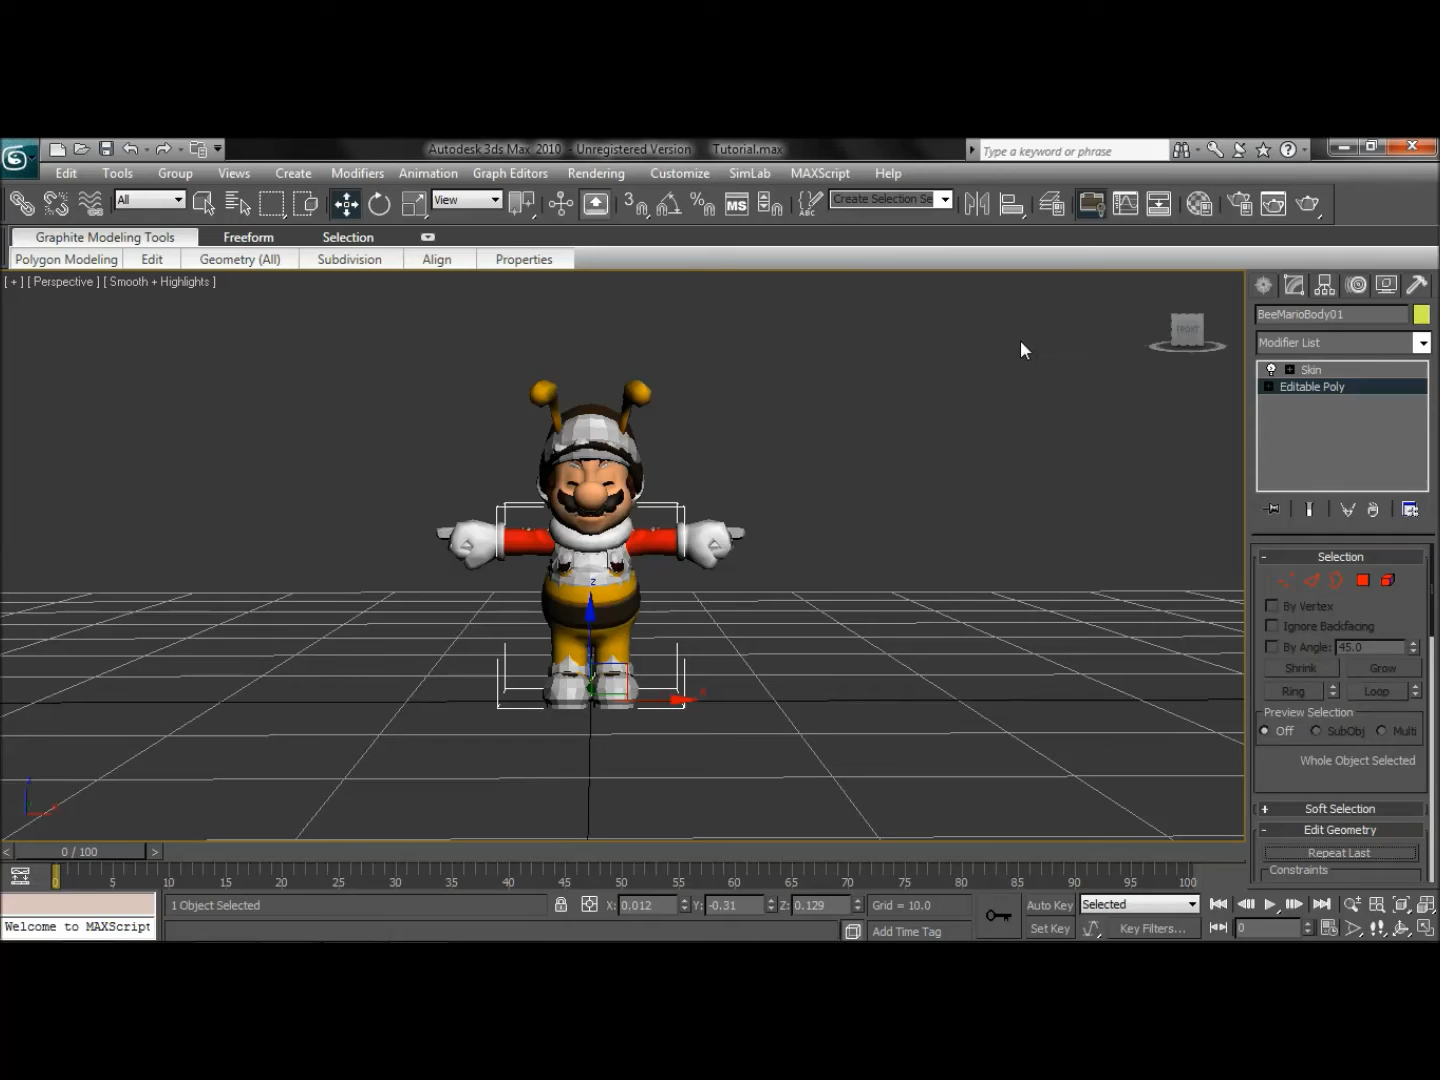 Autodesk 3ds Max 2010 - Unregistered Version Tutorial.max
Type a keyword or phrase
Edit Tools Group Views Create Modifiers Animation Graph Editors Rendering Customize SimLab MAXScript Help
All View 3 % MS ABC Create Selection Se
Graphite Modeling Tools Freeform Selection
Polygon Modeling Edit Geometry (All) Subdivision Align Properties
[ + ] [ Perspective ] [ Smooth + Highlights ]
FRONT
BeeMarioBody01
Modifier List
Skin
Editable Poly
Selection
By Vertex
Ignore Backfacing
By Angle: 45.0
Shrink Grow
Ring Loop
Preview Selection
Off SubObj Multi
Whole Object Selected
+ Soft Selection
- Edit Geometry
Repeat Last
Constraints
z
x
< 0 / 100 >
0 5 10 15 20 25 30 35 40 45 50 55 60 65 70 75 80 85 90 95 100
1 Object Selected X: 0.012 Y: -0.31 Z: 0.129 Grid = 10.0 Auto Key Selected
Welcome to MAXScript Add Time Tag Set Key Key Filters... 0